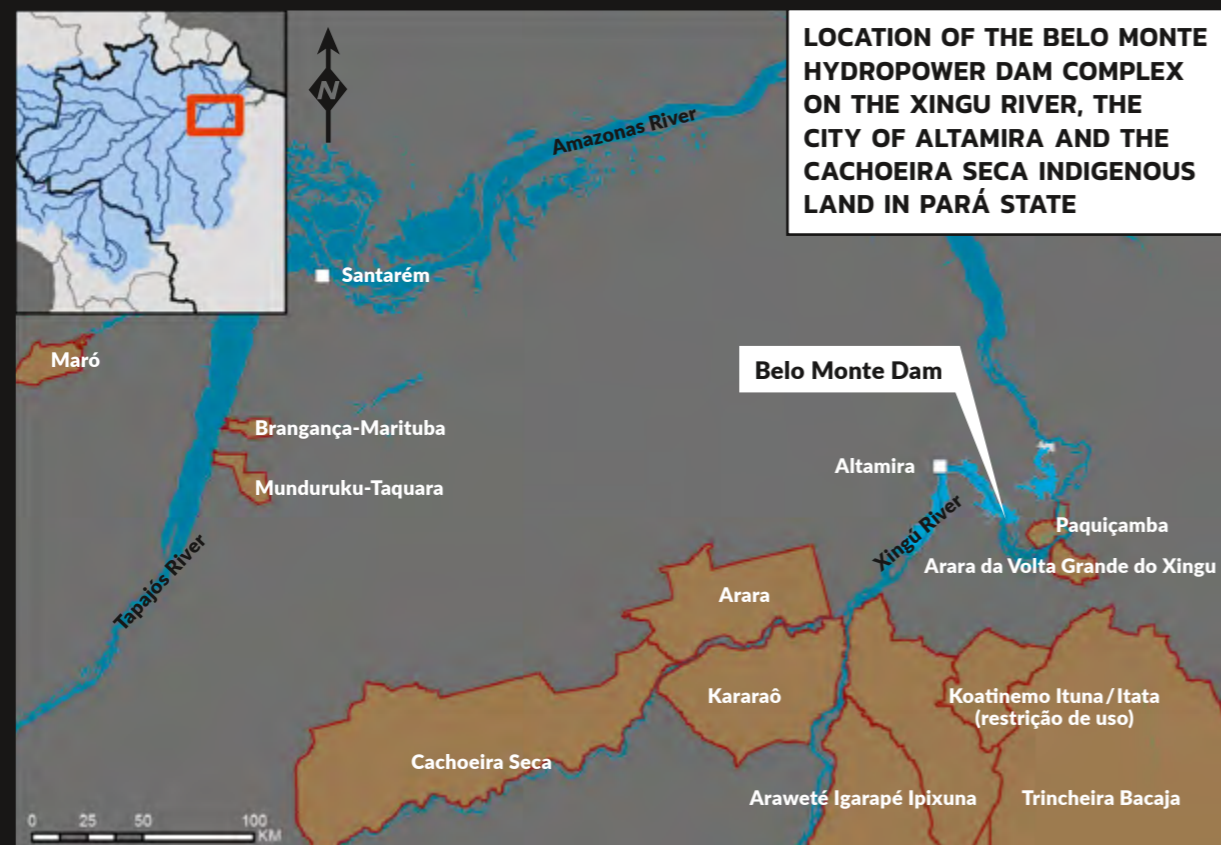 LOCATION OF THE BELO MONTE
HYDROPOWER DAM COMPLEX
ON THE XINGU RIVER, THE
CITY OF ALTAMIRA AND THE
CACHOEIRA SECA INDIGENOUS
LAND IN PARÁ STATE
N
Amazonas River
Santarém
Maró
Belo Monte Dam
Brangança-Marituba
Altamira
Munduruku-Taquara
Paquiçamba
Xingú River
Arara da Volta Grande do Xingu
Tapajós River
Arara
Kararaô
Koatinemo Ituna/Itata
(restrição de uso)
Cachoeira Seca
Araweté Igarapé Ipixuna
Trincheira Bacaja
0 25 50 100
KM